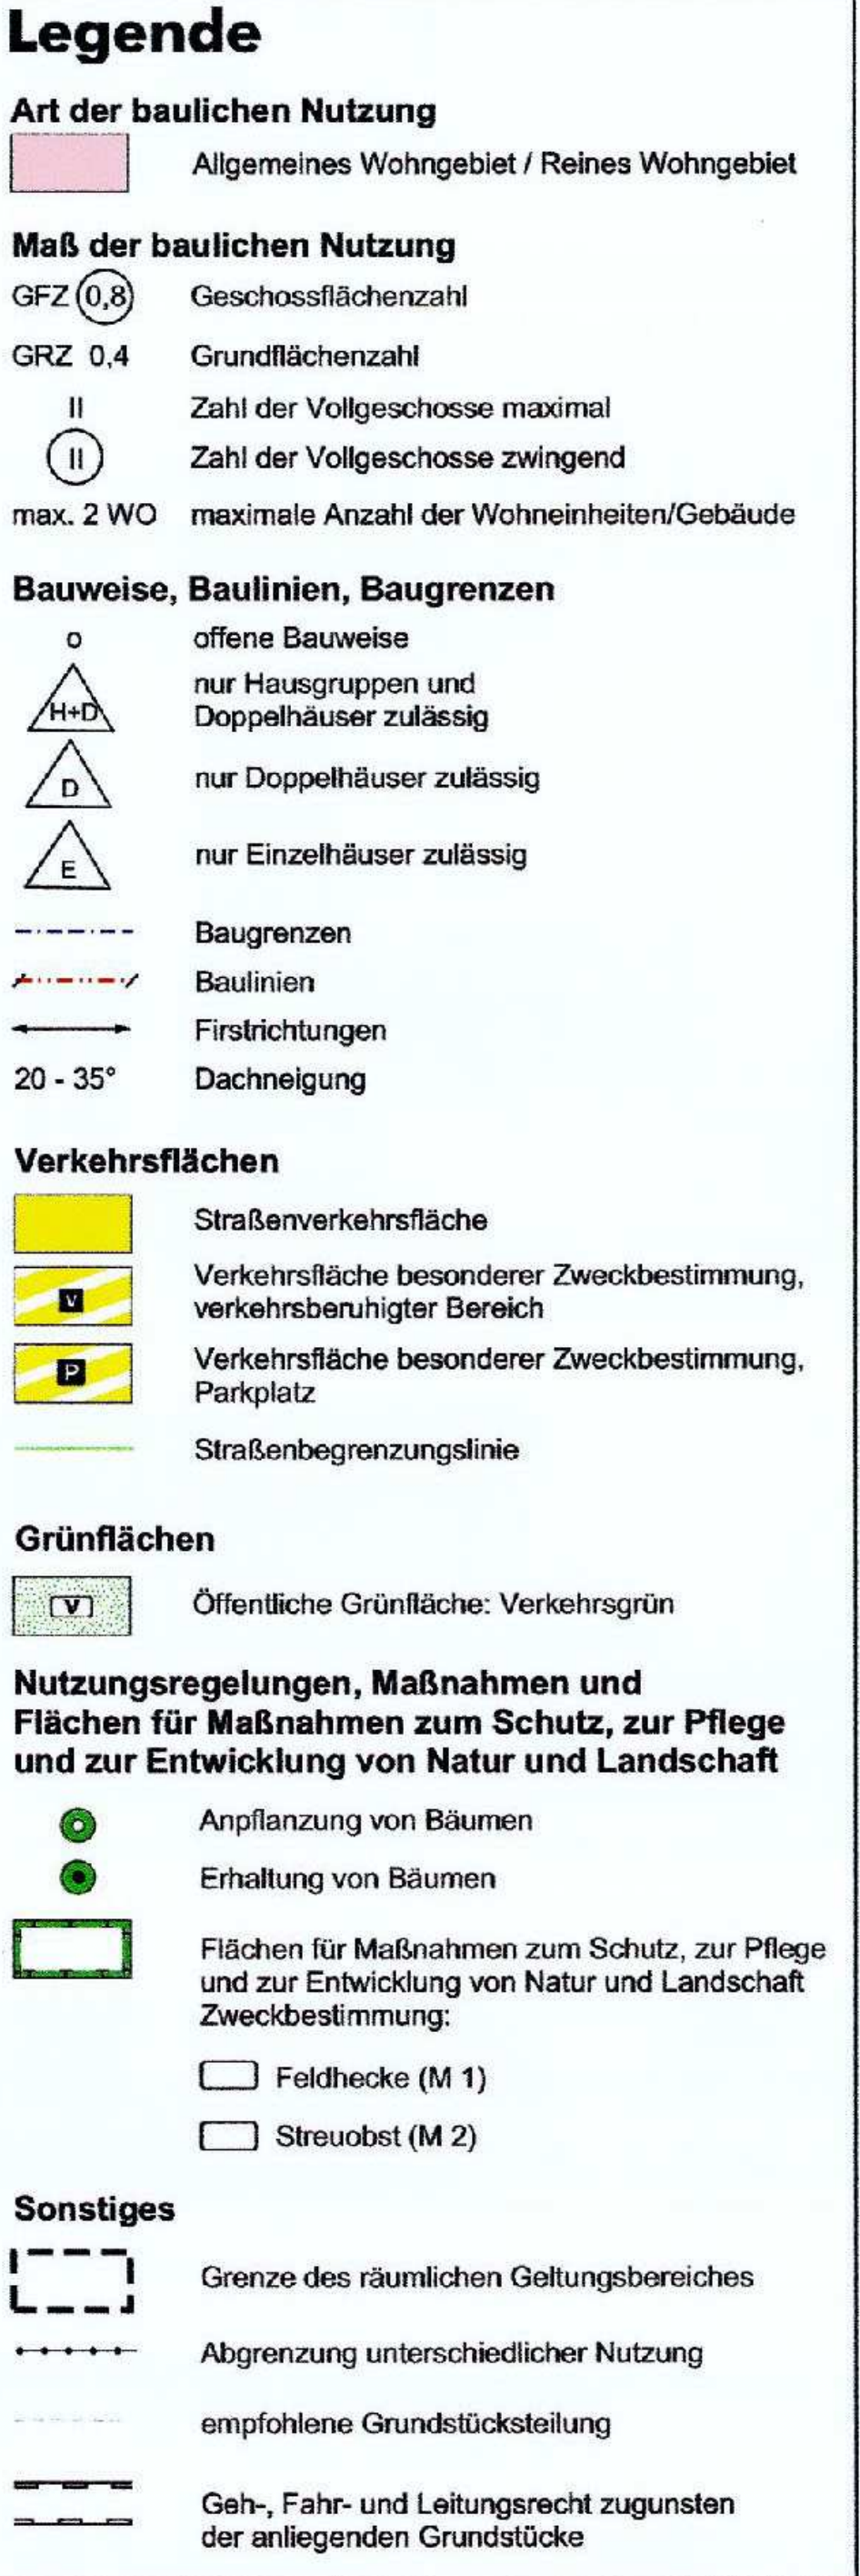 Legende
Art der baulichen Nutzung
Allgemeines Wohngebiet / Reines Wohngebiet
Maß der baulichen Nutzung
GFZ 0,8 Geschossflächenzahl
GRZ 0,4 Grundflächenzahl
II Zahl der Vollgeschosse maximal
II Zahl der Vollgeschosse zwingend
max. 2 WO maximale Anzahl der Wohneinheiten/Gebäude
Bauweise, Baulinien, Baugrenzen
o offene Bauweise
nur Hausgruppen und
H+D Doppelhäuser zulässig
D nur Doppelhäuser zulässig
E nur Einzelhäuser zulässig
Baugrenzen
Baulinien
Firstrichtungen
20 - 35° Dachneigung
Verkehrsflächen
Straßenverkehrsfläche
Verkehrsfläche besonderer Zweckbestimmung,
V verkehrsberuhigter Bereich
Verkehrsfläche besonderer Zweckbestimmung,
P Parkplatz
Straßenbegrenzungslinie
Grünflächen
V Öffentliche Grünfläche: Verkehrsgrün
Nutzungsregelungen, Maßnahmen und
Flächen für Maßnahmen zum Schutz, zur Pflege
und zur Entwicklung von Natur und Landschaft
Anpflanzung von Bäumen
Erhaltung von Bäumen
Flächen für Maßnahmen zum Schutz, zur Pflege
und zur Entwicklung von Natur und Landschaft
Zweckbestimmung:
Feldhecke (M 1)
Streuobst (M 2)
Sonstiges
Grenze des räumlichen Geltungsbereiches
Abgrenzung unterschiedlicher Nutzung
empfohlene Grundstücksteilung
Geh-, Fahr- und Leitungsrecht zugunsten
der anliegenden Grundstücke